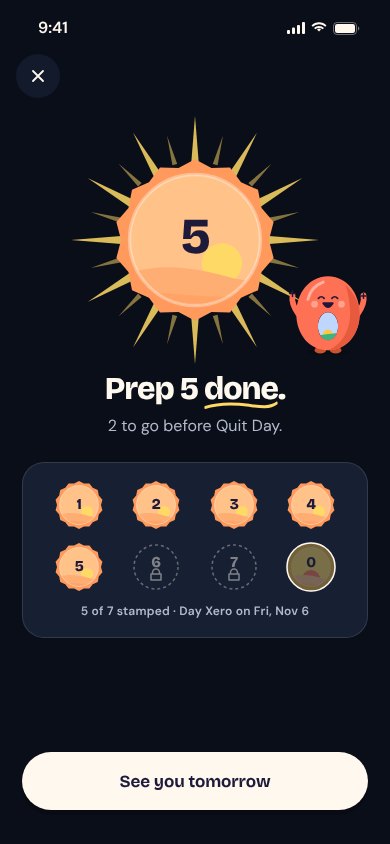 9:41
5
Prep 5 done.
2 to go before Quit Day.
1 2 3 4
5 6 7 0
5 of 7 stamped · Day Xero on Fri, Nov 6
See you tomorrow